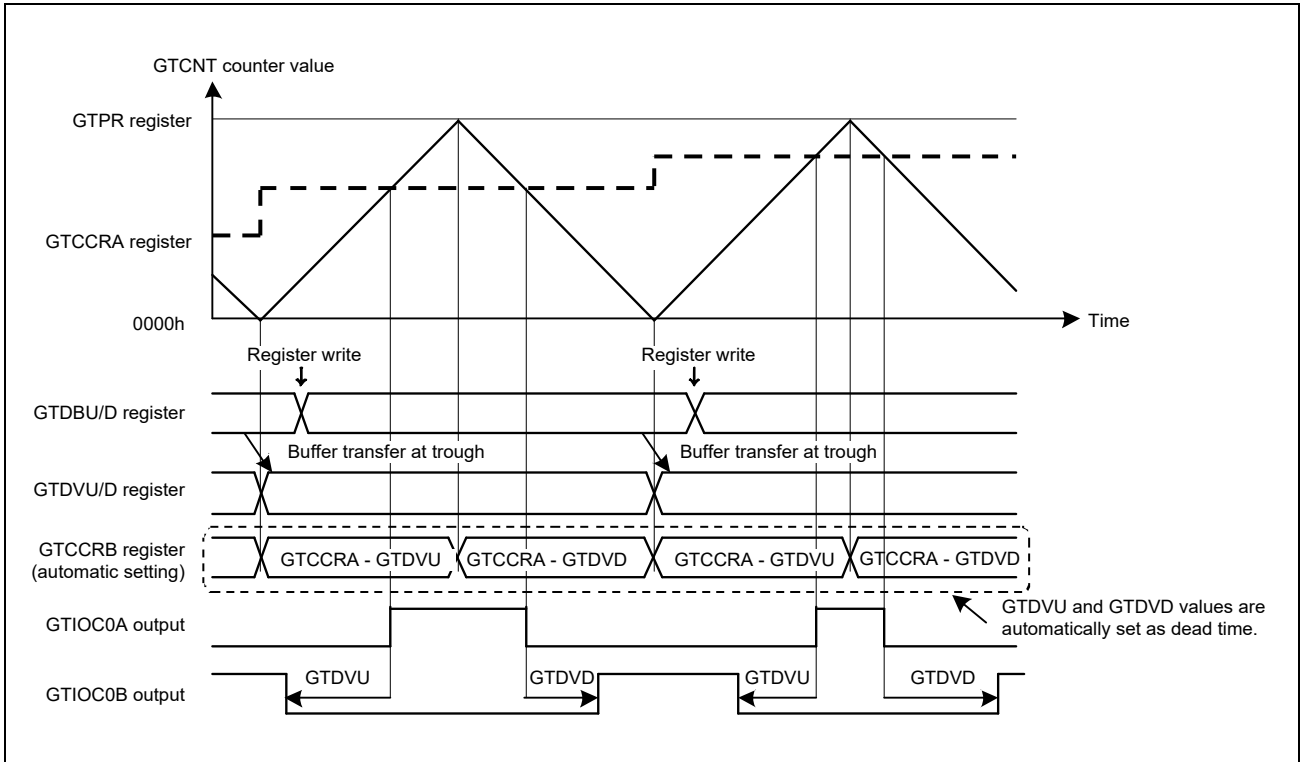 GTCNT counter value
GTPR register
GTCCRA register
0000h
Time
Register write
Register write
GTDBU/D register
Buffer transfer at trough
Buffer transfer at trough
GTDVU/D register
GTCCRB register
(automatic setting)
GTCCRA - GTDVU
GTCCRA - GTDVD
GTCCRA - GTDVU
GTCCRA - GTDVD
GTDVU and GTDVD values are
automatically set as dead time.
GTIOC0A output
GTDVU
GTDVD
GTDVU
GTDVD
GTIOC0B output